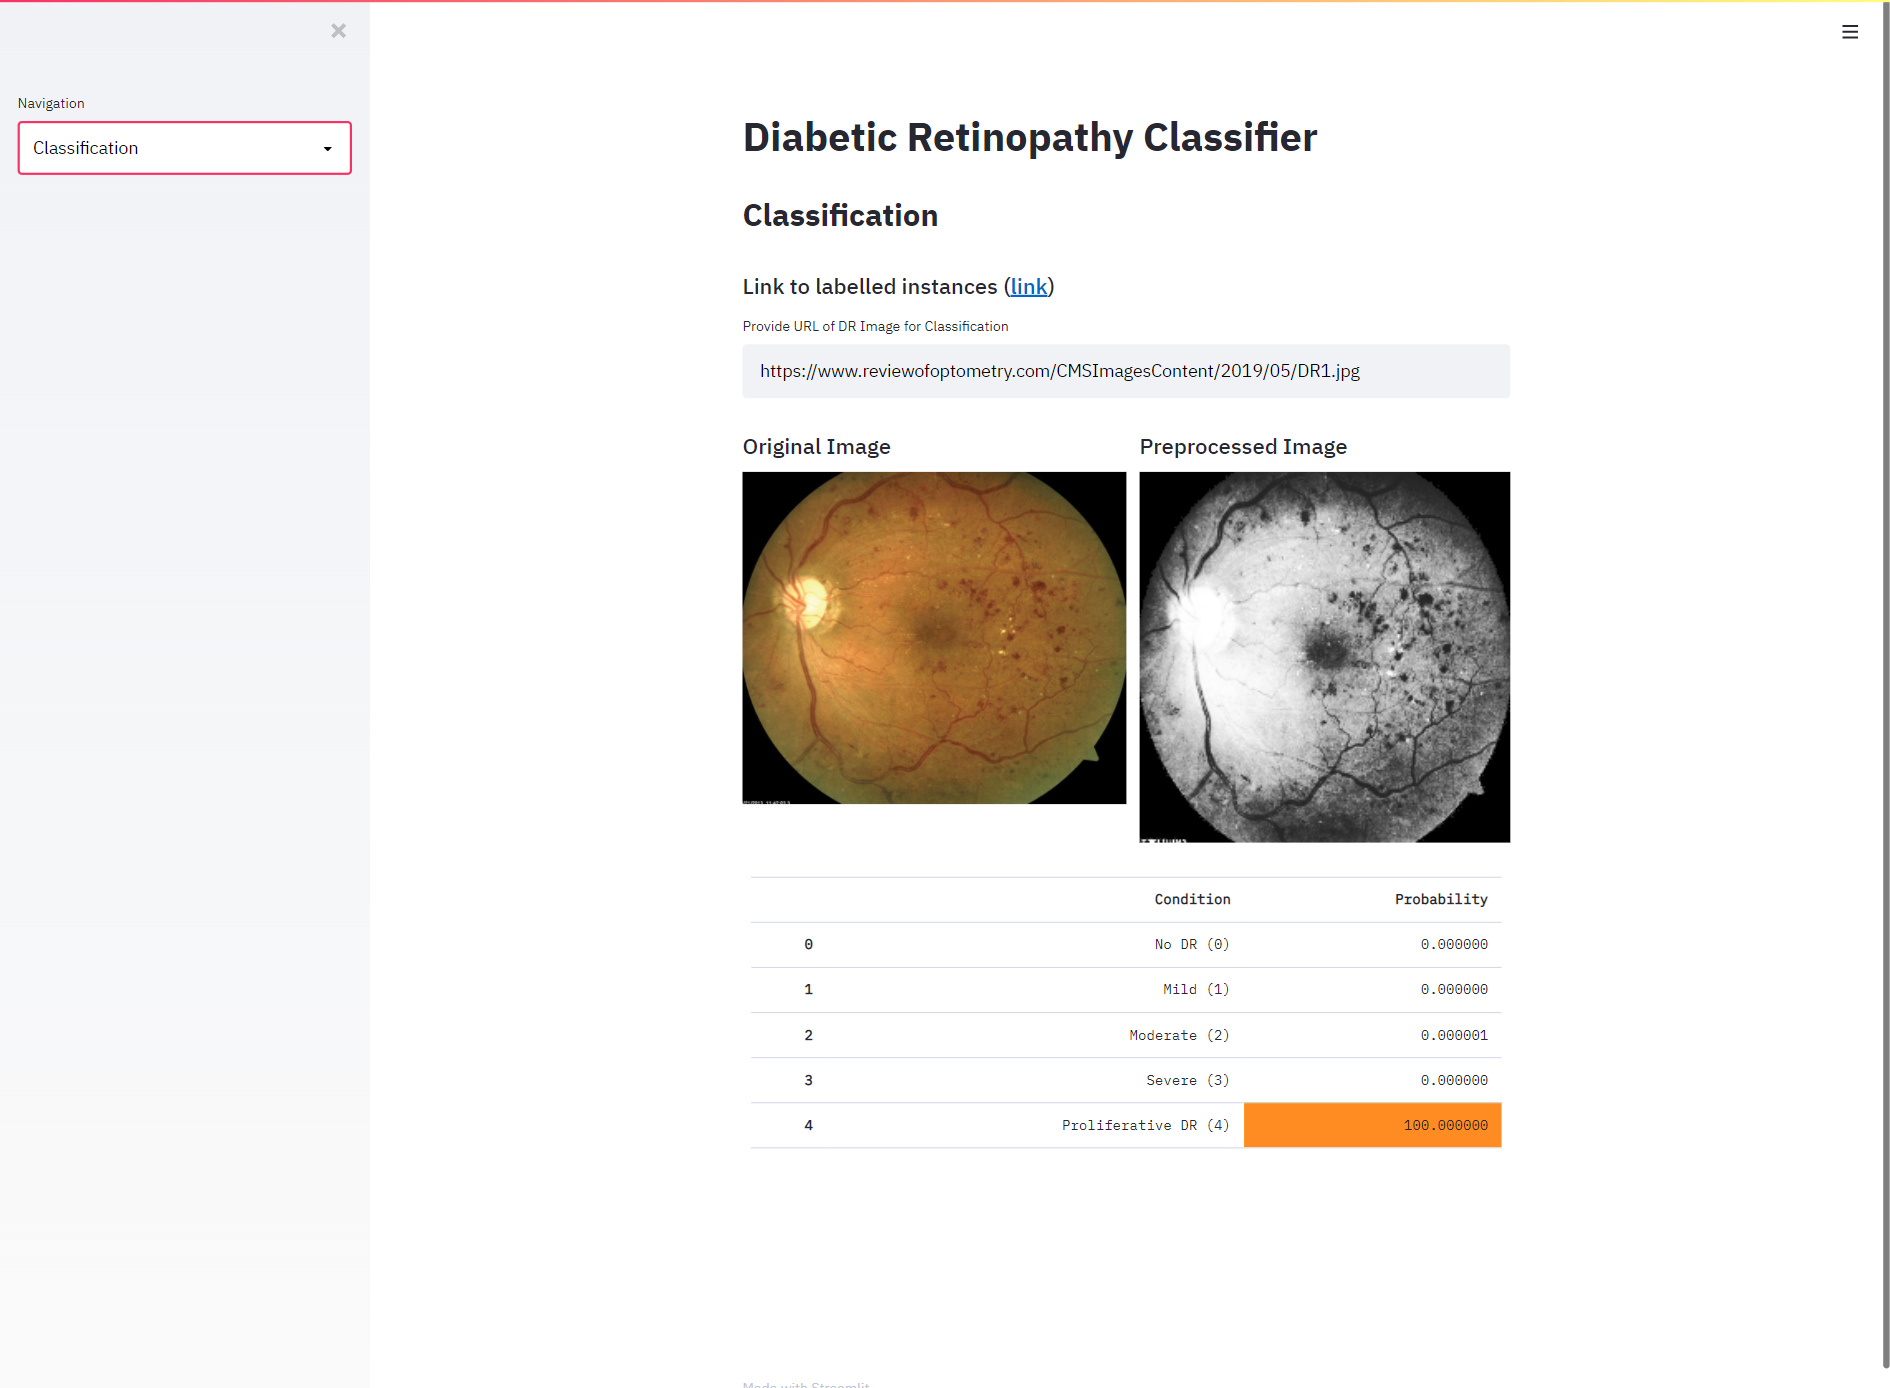 Navigation
Classification
Diabetic Retinopathy Classifier
Classification
Link to labelled instances (link)
Provide URL of DR Image for Classification
https://www.reviewofoptometry.com/CMSImagesContent/2019/05/DR1.jpg
Original Image
Preprocessed Image
Condition Probability
0 No DR (0) 0.000000
1 Mild (1) 0.000000
2 Moderate (2) 0.000001
3 Severe (3) 0.000000
4 Proliferative DR (4) 100.000000
Made with Streamlit